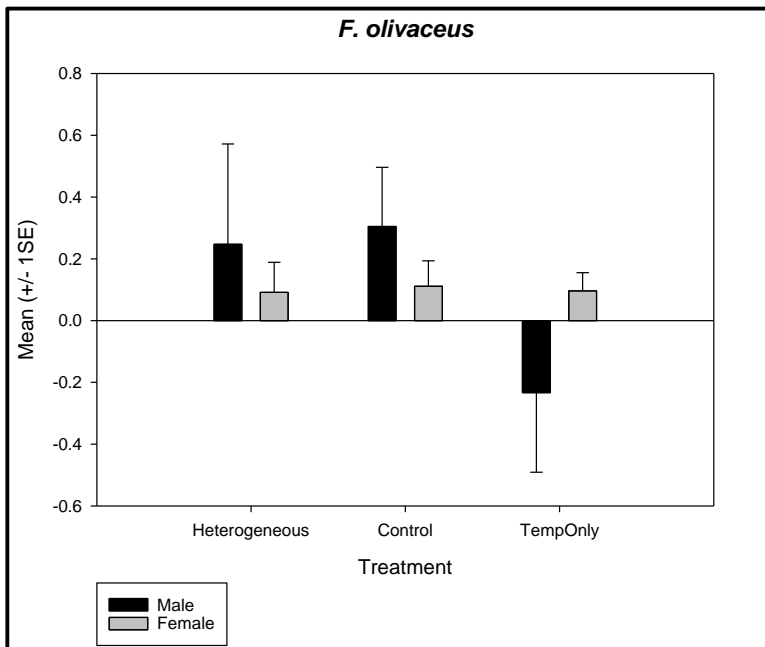 F. olivaceus
Mean (+/- 1SE)
0.8
0.6
0.4
0.2
0.0
-0.2
-0.4
-0.6
Heterogeneous Control TempOnly
Treatment
Male
Female